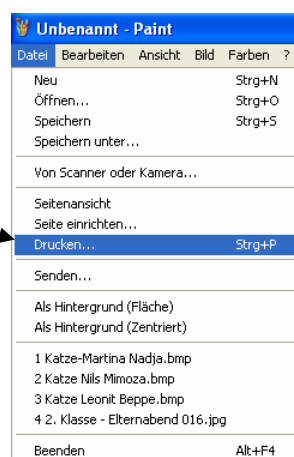 Unbenannt - Paint
Datei Bearbeiten Ansicht Bild Farben ?
Neu Strg+N
Öffnen... Strg+O
Speichern Strg+S
Speichern unter...
Von Scanner oder Kamera...
Seitenansicht
Seite einrichten...
Drucken... Strg+P
Senden...
Als Hintergrund (Fläche)
Als Hintergrund (Zentriert)
1 Katze-Martina Nadja.bmp
2 Katze Nils Mimoza.bmp
3 Katze Leonit Beppe.bmp
4 2. Klasse - Elternabend 016.jpg
Beenden Alt+F4